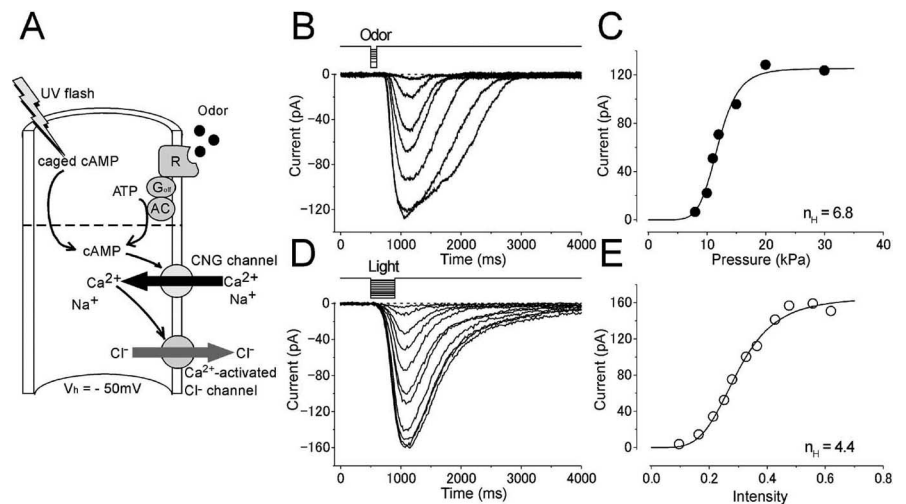 A
UV flash
Odor
caged cAMP
R
Golf
ATP
AC
cAMP
CNG channel
Ca2+
Ca2+
Na+
Na+
Cl-
Cl-
Ca2+-activated
Cl- channel
Vh = - 50mV
B
Odor
Current (pA)
0
−40
−80
−120
0 1000 2000 3000 4000
Time (ms)
C
Current (pA)
120
80
40
0
nH = 6.8
0 10 20 30 40
Pressure (kPa)
D
Light
Current (pA)
0
−40
−80
−120
−160
0 1000 2000 3000 4000
Time (ms)
E
Current (pA)
160
120
80
40
0
nH = 4.4
0.0 0.2 0.4 0.6 0.8
Intensity